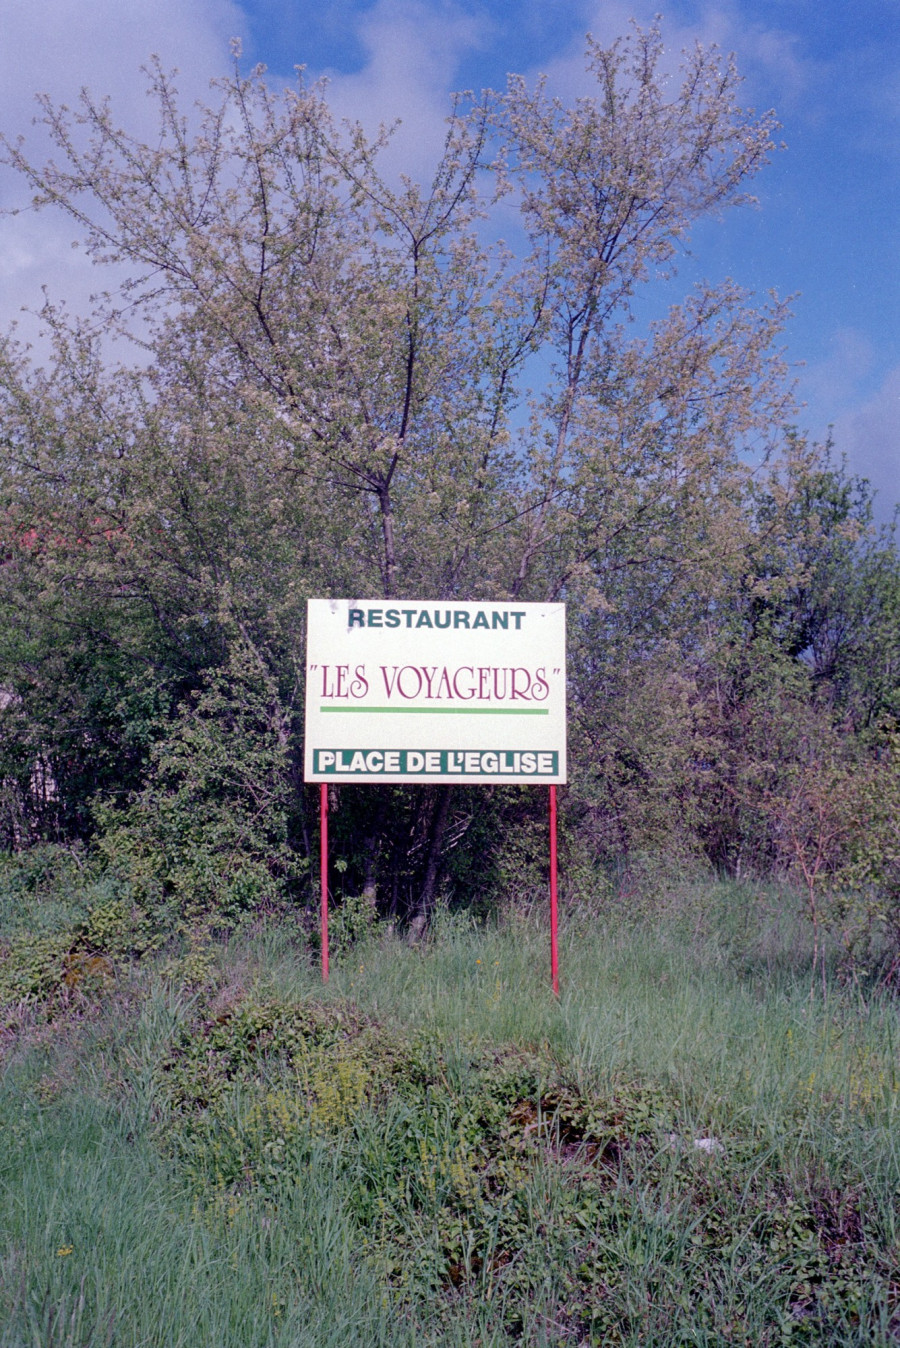 RESTAURANT
"LES VOYAGEURS"
PLACE DE L'EGLISE